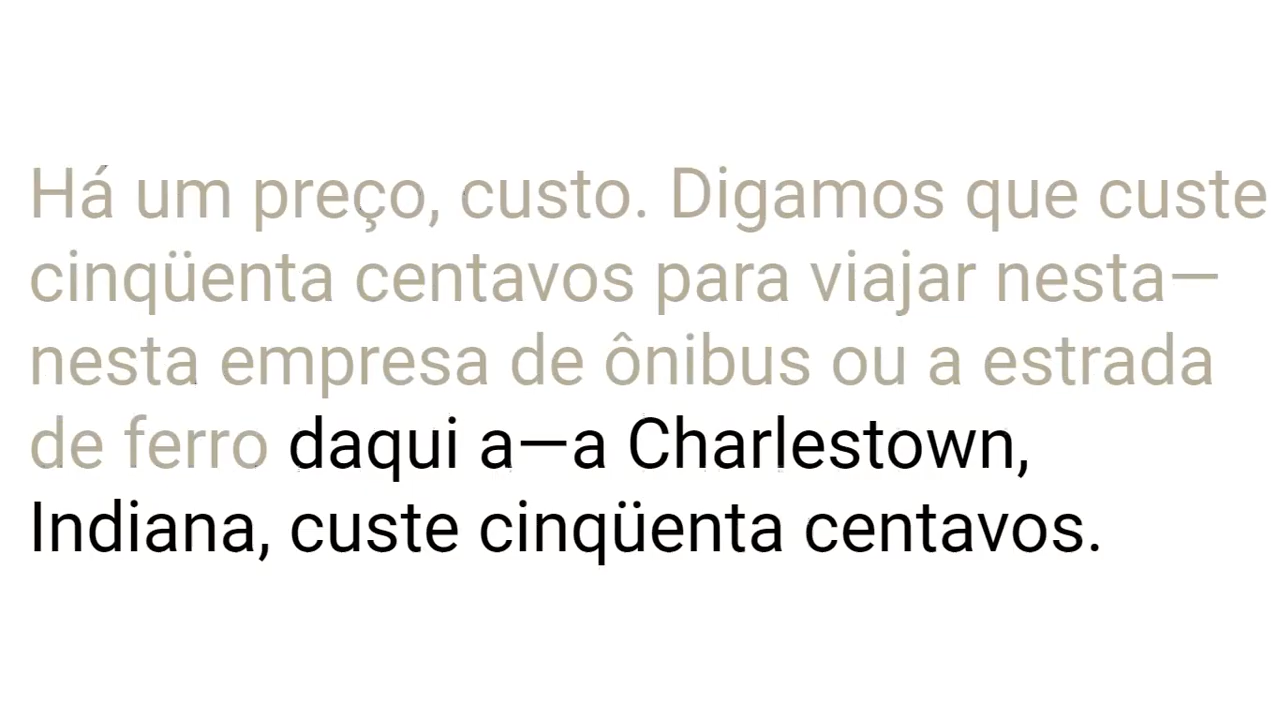 Há um preço, custo. Digamos que custe
cinqüenta centavos para viajar nesta—
nesta empresa de ônibus ou a estrada
de ferro daqui a—a Charlestown,
Indiana, custe cinqüenta centavos.